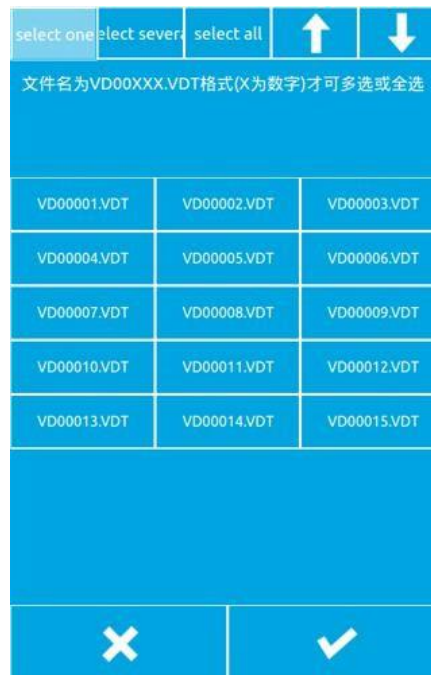 select one elect severa select all
文件名为VD00XXX.VDT格式(X为数字)才可多选或全选
VD00001.VDT VD00002.VDT VD00003.VDT
VD00004.VDT VD00005.VDT VD00006.VDT
VD00007.VDT VD00008.VDT VD00009.VDT
VD00010.VDT VD00011.VDT VD00012.VDT
VD00013.VDT VD00014.VDT VD00015.VDT